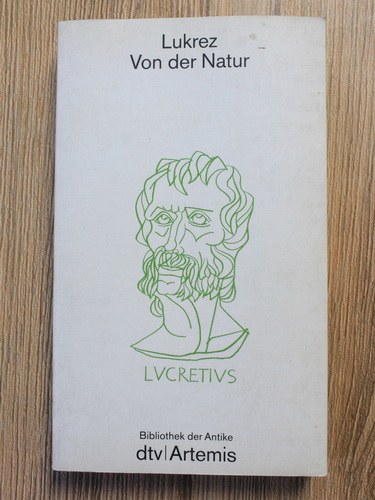 Lukrez
Von der Natur
LVCRETIVS
Bibliothek der Antike
dtv|Artemis